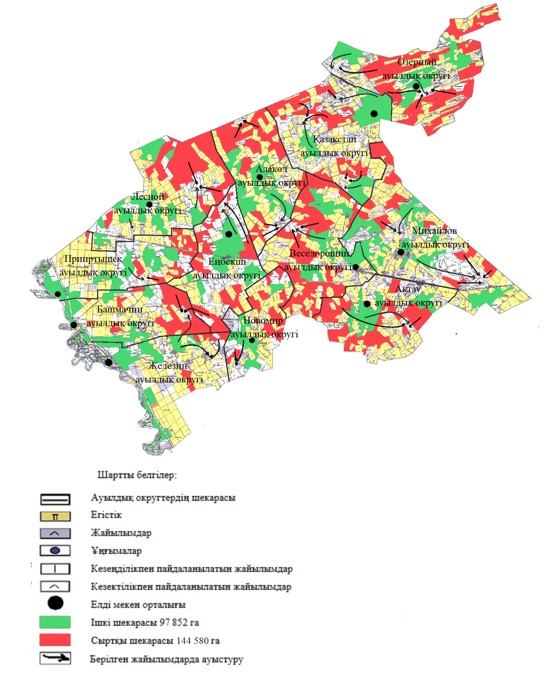 Озерный
ауылдық округі
Қазақстан
ауылдық округі
Алакөл
ауылдық округі
Лесной
ауылдық округі
Михайлов
ауылдық округі
Веселорощин
ауылдық округі
Прииртышск
ауылдық округі
Еңбекші
ауылдық округі
Актау
ауылдық округі
Башмачин
ауылдық округі
Новомир
ауылдық округі
Железин
ауылдық округі
Шартты белгілер:
Ауылдық округтердің шекарасы
Егістік
Жайылымдар
Ұңғымалар
Кезеңділікпен пайдаланылатын жайылымдар
Кезектілікпен пайдаланылатын жайылымдар
Елді мекен орталығы
Ішкі шекарасы 97 852 га
Сыртқы шекарасы 144 580 га
Берілген жайылымдарда ауыстуру